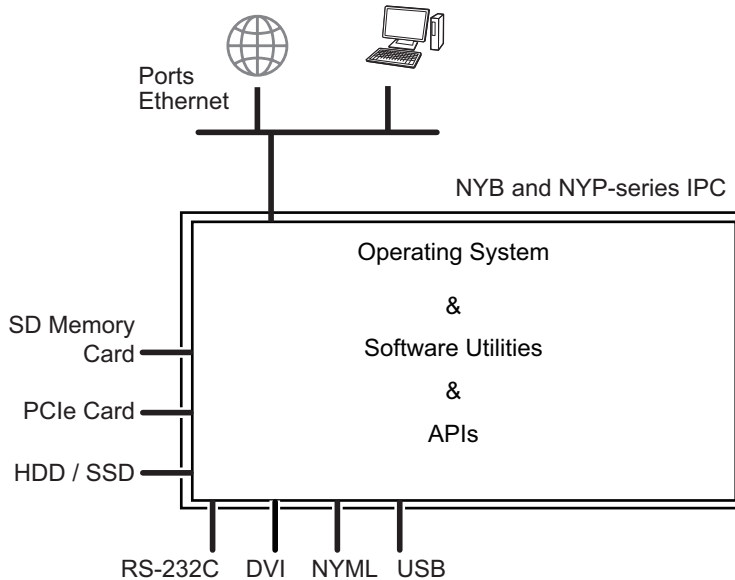 Ports
Ethernet
NYB and NYP-series IPC
Operating System
&
Software Utilities
&
APIs
SD Memory
Card
PCIe Card
HDD / SSD
RS-232C DVI NYML USB